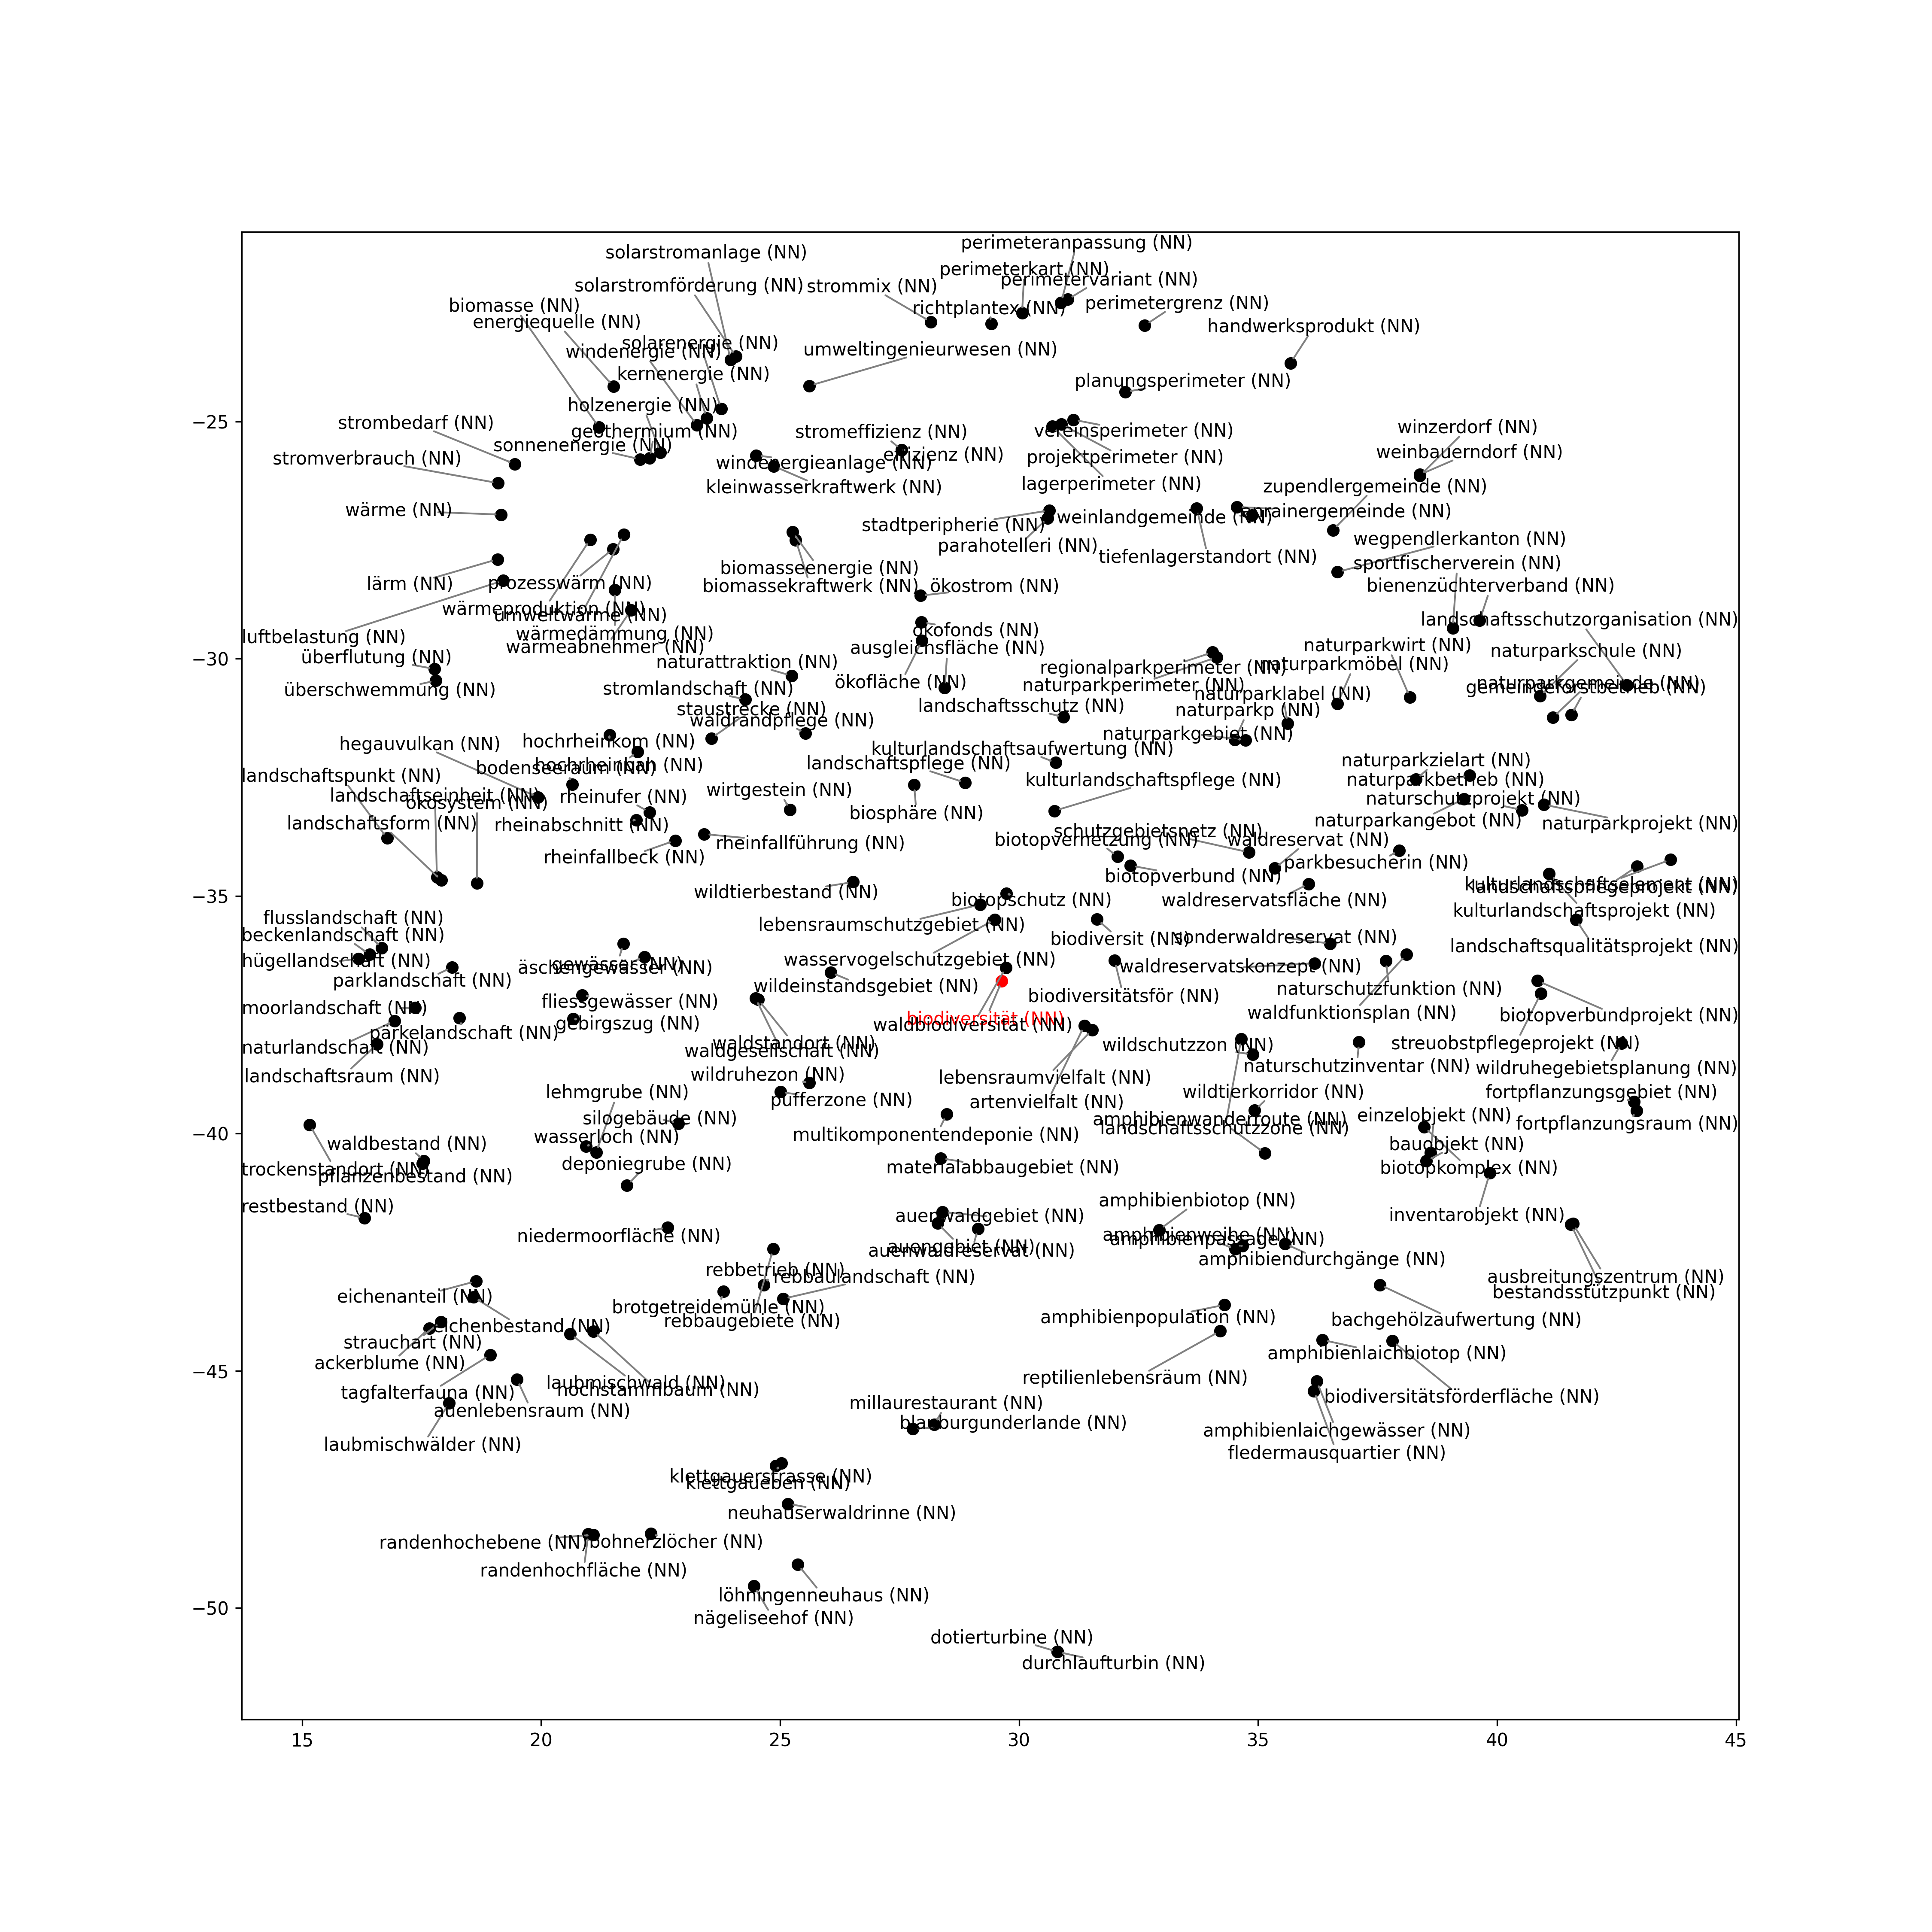 perimeteranpassung (NN)
solarstromanlage (NN)
perimeterkart (NN)
perimetervariant (NN)
solarstromförderung (NN)
strommix (NN)
perimetergrenz (NN)
biomasse (NN)
richtplantex (NN)
energiequelle (NN)
handwerksprodukt (NN)
solarenergie (NN)
windenergie (NN)
umweltingenieurwesen (NN)
kernenergie (NN)
planungsperimeter (NN)
holzenergie (NN)
−25
strombedarf (NN)
geothermium (NN)
stromeffizienz (NN)
vereinsperimeter (NN)
winzerdorf (NN)
sonnenenergie (NN)
weinbauerndorf (NN)
effizienz (NN)
stromverbrauch (NN)
windenergieanlage (NN)
projektperimeter (NN)
kleinwasserkraftwerk (NN)
lagerperimeter (NN)
zupendlergemeinde (NN)
wärme (NN)
stadtperipherie (NN)
weinlandgemeinde (NN)
anrainergemeinde (NN)
parahotelleri (NN)
tiefenlagerstandort (NN)
wegpendlerkanton (NN)
biomasseenergie (NN)
sportfischerverein (NN)
lärm (NN)
prozesswärm (NN)
biomassekraftwerk (NN)
ökostrom (NN)
bienenzüchterverband (NN)
wärmeproduktion (NN)
umweltwärme (NN)
landschaftsschutzorganisation (NN)
luftbelastung (NN)
wärmedämmung (NN)
ökofonds (NN)
wärmeabnehmer (NN)
ausgleichsfläche (NN)
naturparkwirt (NN)
naturparkschule (NN)
−30
überflutung (NN)
naturattraktion (NN)
regionalparkperimeter (NN)
naturparkmöbel (NN)
überschwemmung (NN)
stromlandschaft (NN)
ökofläche (NN)
naturparkperimeter (NN)
naturparklabel (NN)
naturparkgemeinde (NN)
gemeindeforstbetrieb (NN)
staustrecke (NN)
landschaftsschutz (NN)
naturparkp (NN)
waldrandpflege (NN)
hegauvulkan (NN)
hochrheinkom (NN)
kulturlandschaftsaufwertung (NN)
naturparkgebiet (NN)
landschaftspunkt (NN)
bodenseeraum (NN)
landschaftspflege (NN)
naturparkzielart (NN)
kulturlandschaftspflege (NN)
naturparkbetrieb (NN)
landschaftseinheit (NN)
ökosystem (NN)
rheinufer (NN)
wirtgestein (NN)
naturschutzprojekt (NN)
landschaftsform (NN)
rheinabschnitt (NN)
biosphäre (NN)
naturparkangebot (NN)
naturparkprojekt (NN)
schutzgebietsnetz (NN)
biotopvernetzung (NN)
waldreservat (NN)
rheinfallbeck (NN)
rheinfallführung (NN)
parkbesucherin (NN)
biotopverbund (NN)
−35
wildtierbestand (NN)
biotopschutz (NN)
waldreservatsfläche (NN)
kulturlandschaftselement (NN)
landschaftspflegeprojekt (NN)
flusslandschaft (NN)
lebensraumschutzgebiet (NN)
kulturlandschaftsprojekt (NN)
beckenlandschaft (NN)
biodiversit (NN)
sonderwaldreservat (NN)
landschaftsqualitätsprojekt (NN)
hügellandschaft (NN)
gewässer (NN)
äschengewässer (NN)
wasservogelschutzgebiet (NN)
waldreservatskonzept (NN)
parklandschaft (NN)
wildeinstandsgebiet (NN)
biodiversitätsför (NN)
naturschutzfunktion (NN)
moorlandschaft (NN)
fliessgewässer (NN)
biodiversität (NN)
waldbiodiversität (NN)
waldfunktionsplan (NN)
biotopverbundprojekt (NN)
parkelandschaft (NN)
gebirgszug (NN)
naturlandschaft (NN)
waldstandort (NN)
waldgesellschaft (NN)
wildschutzzon (NN)
streuobstpflegeprojekt (NN)
landschaftsraum (NN)
wildruhezon (NN)
lebensraumvielfalt (NN)
naturschutzinventar (NN)
wildruhegebietsplanung (NN)
lehmgrube (NN)
pufferzone (NN)
artenvielfalt (NN)
wildtierkorridor (NN)
fortpflanzungsgebiet (NN)
silogebäude (NN)
amphibienwanderroute (NN)
einzelobjekt (NN)
fortpflanzungsraum (NN)
−40
wasserloch (NN)
multikomponentendeponie (NN)
landschaftsschutzzone (NN)
waldbestand (NN)
bauobjekt (NN)
trockenstandort (NN)
pflanzenbestand (NN)
deponiegrube (NN)
materialabbaugebiet (NN)
biotopkomplex (NN)
restbestand (NN)
amphibienbiotop (NN)
niedermoorfläche (NN)
auenwaldgebiet (NN)
inventarobjekt (NN)
auengebiet (NN)
auenwaldreservat (NN)
amphibienweihe (NN)
amphibienpassage (NN)
amphibiendurchgänge (NN)
rebbetrieb (NN)
rebbaulandschaft (NN)
ausbreitungszentrum (NN)
eichenanteil (NN)
bestandsstützpunkt (NN)
brotgetreidemühle (NN)
eichenbestand (NN)
rebbaugebiete (NN)
amphibienpopulation (NN)
bachgehölzaufwertung (NN)
strauchart (NN)
ackerblume (NN)
amphibienlaichbiotop (NN)
−45
tagfalterfauna (NN)
laubmischwald (NN)
hochstammbaum (NN)
reptilienlebensräum (NN)
auenlebensraum (NN)
millaurestaurant (NN)
biodiversitätsförderfläche (NN)
laubmischwälder (NN)
blauburgunderlande (NN)
amphibienlaichgewässer (NN)
fledermausquartier (NN)
klettgauerstrasse (NN)
klettgaueben (NN)
neuhauserwaldrinne (NN)
randenhochebene (NN)
bohnerzlöcher (NN)
randenhochfläche (NN)
−50
löhningenneuhaus (NN)
nägeliseehof (NN)
dotierturbine (NN)
durchlaufturbin (NN)
15 20 25 30 35 40 45